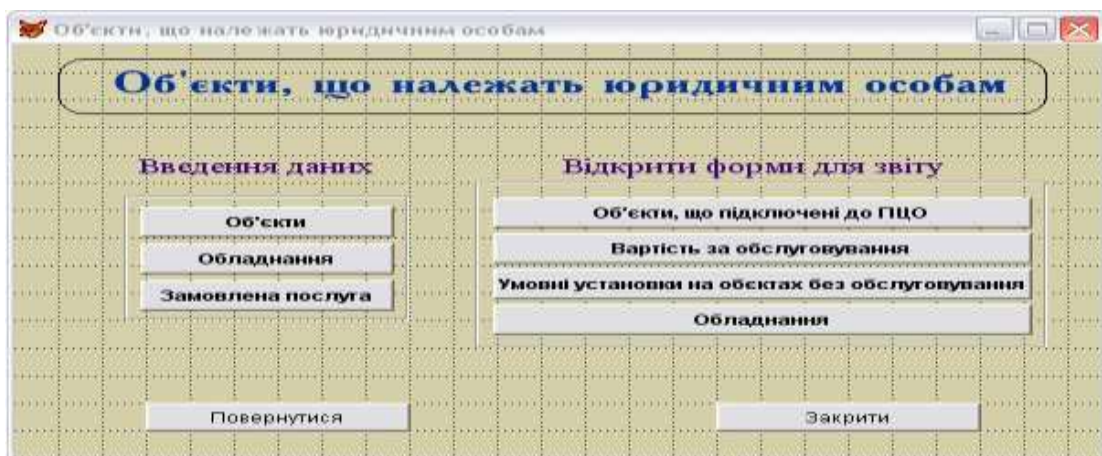 Об'єкти, що належать юридичним особам
Об'єкти, що належать юридичним особам
Введення даних
Об'єкти
Обладнання
Замовлена послуга
Відкрити форми для звіту
Об'єкти, що підключені до ПЦО
Вартість за обслуговування
Умовні установки на обєктах без обслуговування
Обладнання
Повернутися
Закрити